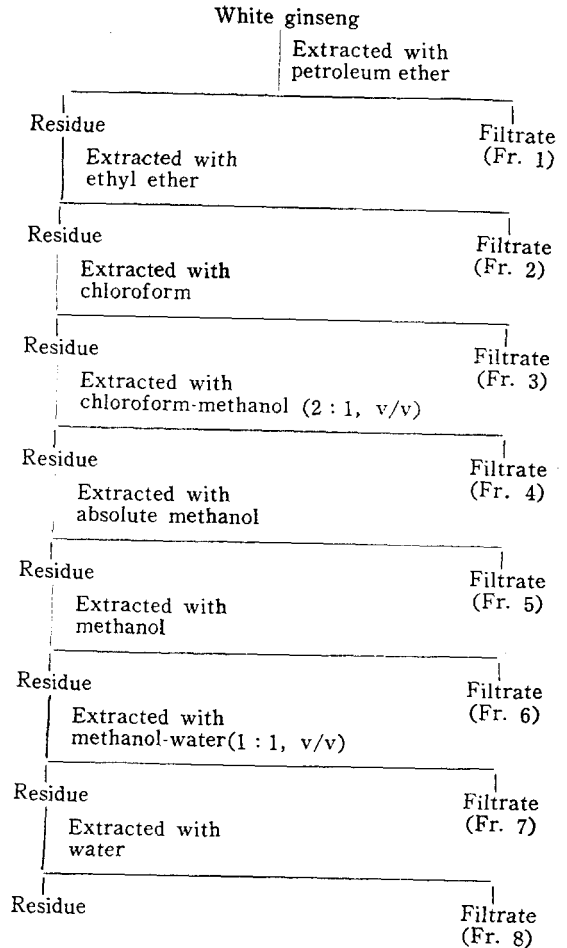 White ginseng
Extracted with
petroleum ether
Residue
Filtrate
(Fr. 1)
Extracted with
ethyl ether
Residue
Filtrate
(Fr. 2)
Extracted with
chloroform
Residue
Filtrate
(Fr. 3)
Extracted with
chloroform-methanol (2 : 1, v/v)
Residue
Filtrate
(Fr. 4)
Extracted with
absolute methanol
Residue
Filtrate
(Fr. 5)
Extracted with
methanol
Residue
Filtrate
(Fr. 6)
Extracted with
methanol-water(1 : 1, v/v)
Residue
Filtrate
(Fr. 7)
Extracted with
water
Residue
Filtrate
(Fr. 8)